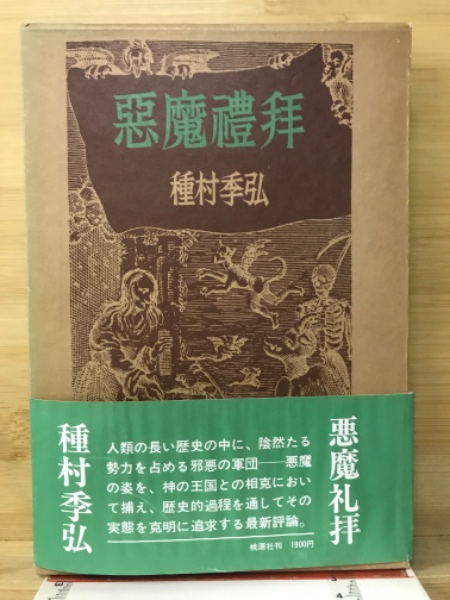 惡魔禮拜
種村季弘
悪魔礼拝
人類の長い歴史の中に、陰然たる
勢力を占める邪悪の軍団――悪魔
の姿を、神の王国との相克におい
て捕え、歴史的過程を通してその
実態を克明に追求する最新評論。
桃源社刊 1900円
種村季弘